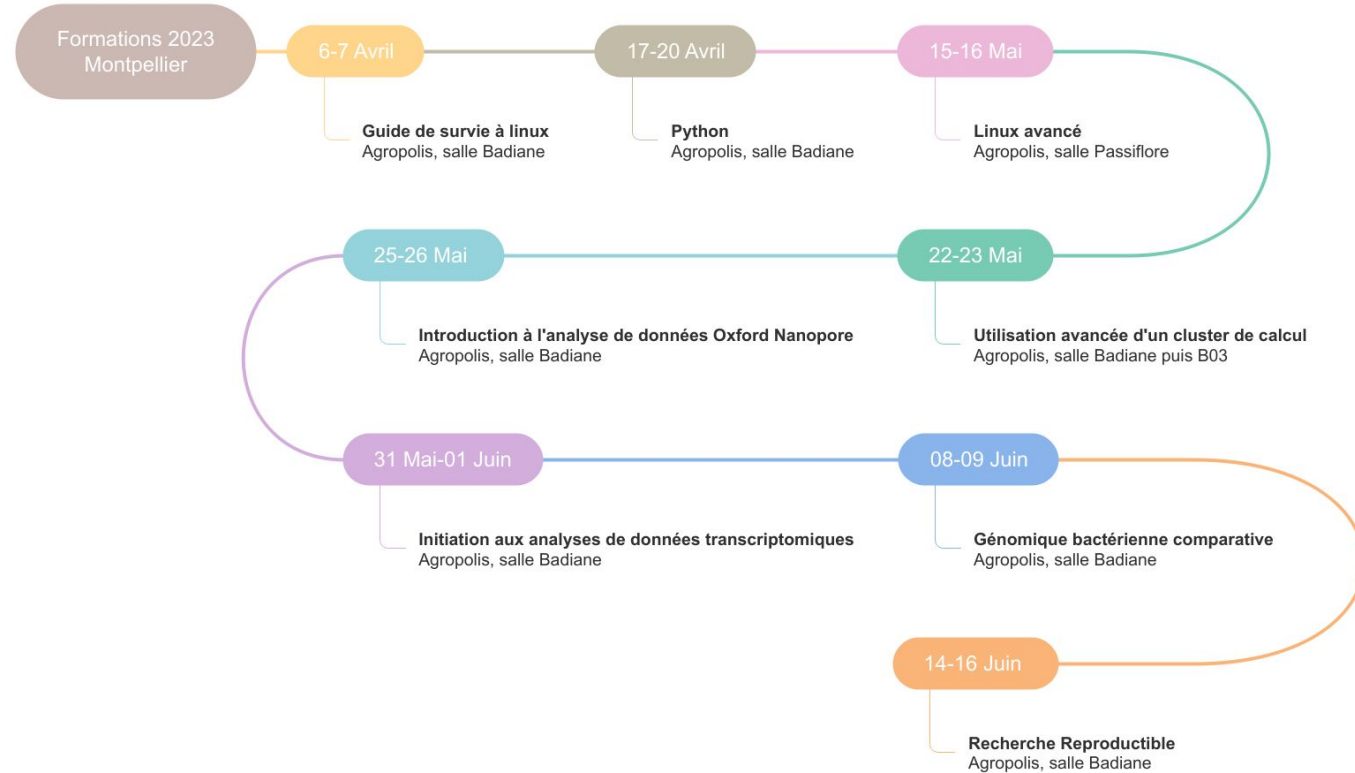 Formations 2023
Montpellier
6-7 Avril
17-20 Avril
15-16 Mai
Guide de survie à linux
Agropolis, salle Badiane
Python
Agropolis, salle Badiane
Linux avancé
Agropolis, salle Passiflore
25-26 Mai
22-23 Mai
Introduction à l'analyse de données Oxford Nanopore
Agropolis, salle Badiane
Utilisation avancée d'un cluster de calcul
Agropolis, salle Badiane puis B03
31 Mai-01 Juin
08-09 Juin
Initiation aux analyses de données transcriptomiques
Agropolis, salle Badiane
Génomique bactérienne comparative
Agropolis, salle Badiane
14-16 Juin
Recherche Reproductible
Agropolis, salle Badiane